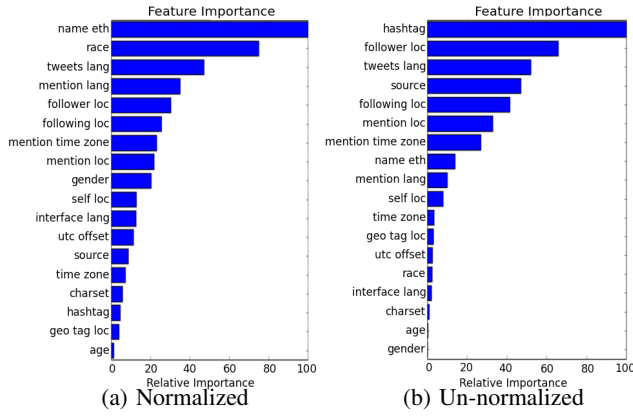 Feature Importance
name eth
race
tweets lang
mention lang
follower loc
following loc
mention time zone
mention loc
gender
self loc
interface lang
utc offset
source
time zone
charset
hashtag
geo tag loc
age
0 20 40 60 80 100
Relative Importance
(a) Normalized
Feature Importance
hashtag
follower loc
tweets lang
source
following loc
mention loc
mention time zone
name eth
mention lang
self loc
time zone
geo tag loc
utc offset
race
interface lang
charset
age
gender
0 20 40 60 80 100
Relative Importance
(b) Un-normalized